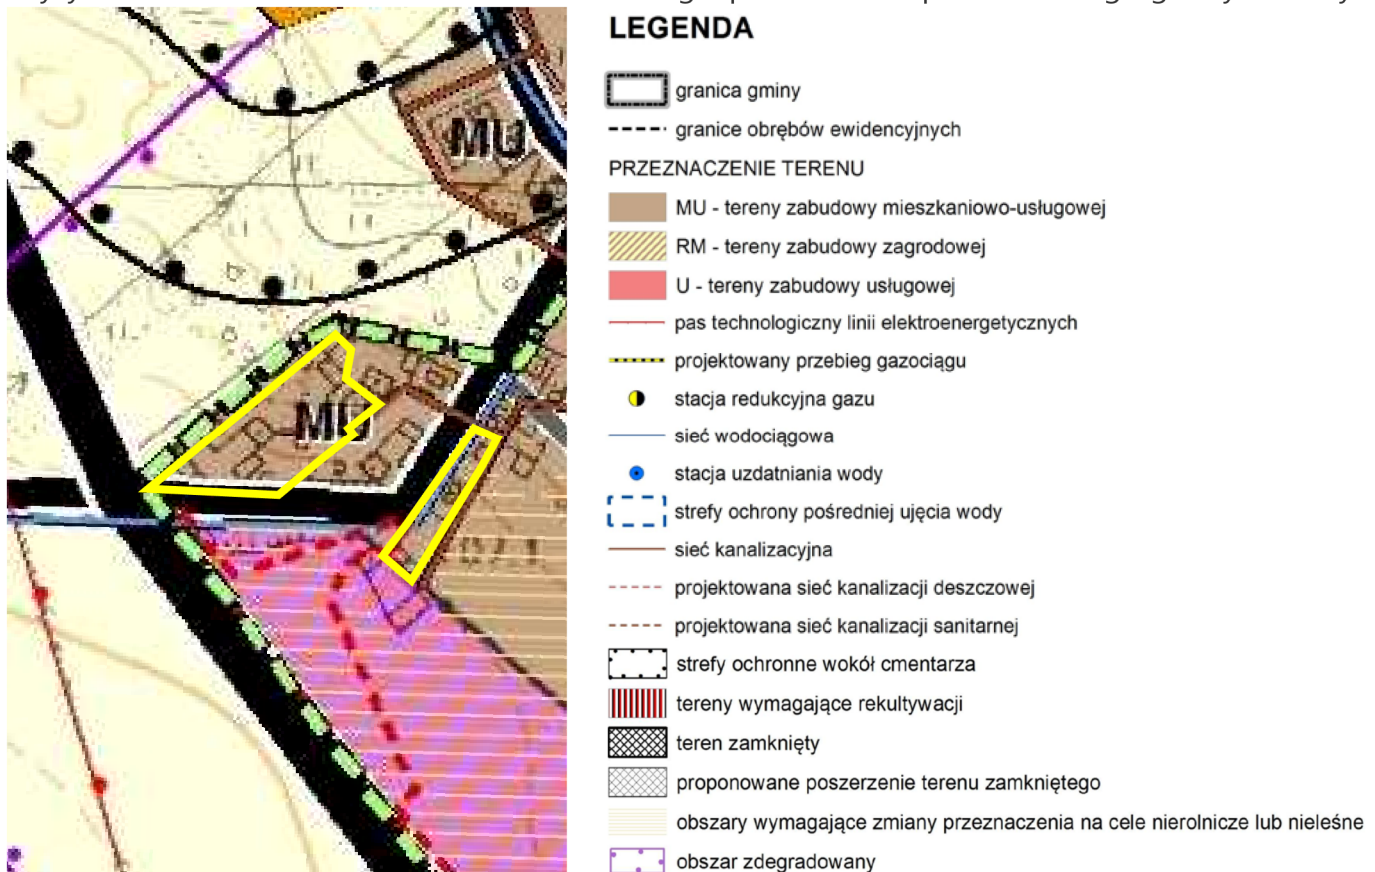 LEGENDA
granica gminy
granice obrębów ewidencyjnych
PRZEZNACZENIE TERENU
MU - tereny zabudowy mieszkaniowo-usługowej
RM - tereny zabudowy zagrodowej
U - tereny zabudowy usługowej
pas technologiczny linii elektroenergetycznych
projektowany przebieg gazociągu
stacja redukcyjna gazu
sieć wodociągowa
stacja uzdatniania wody
strefy ochrony pośredniej ujęcia wody
sieć kanalizacyjna
projektowana sieć kanalizacji deszczowej
projektowana sieć kanalizacji sanitarnej
strefy ochronne wokół cmentarza
tereny wymagające rekultywacji
teren zamknięty
proponowane poszerzenie terenu zamkniętego
obszary wymagające zmiany przeznaczenia na cele nierolnicze lub nieleśne
obszar zdegradowany
MU
MU